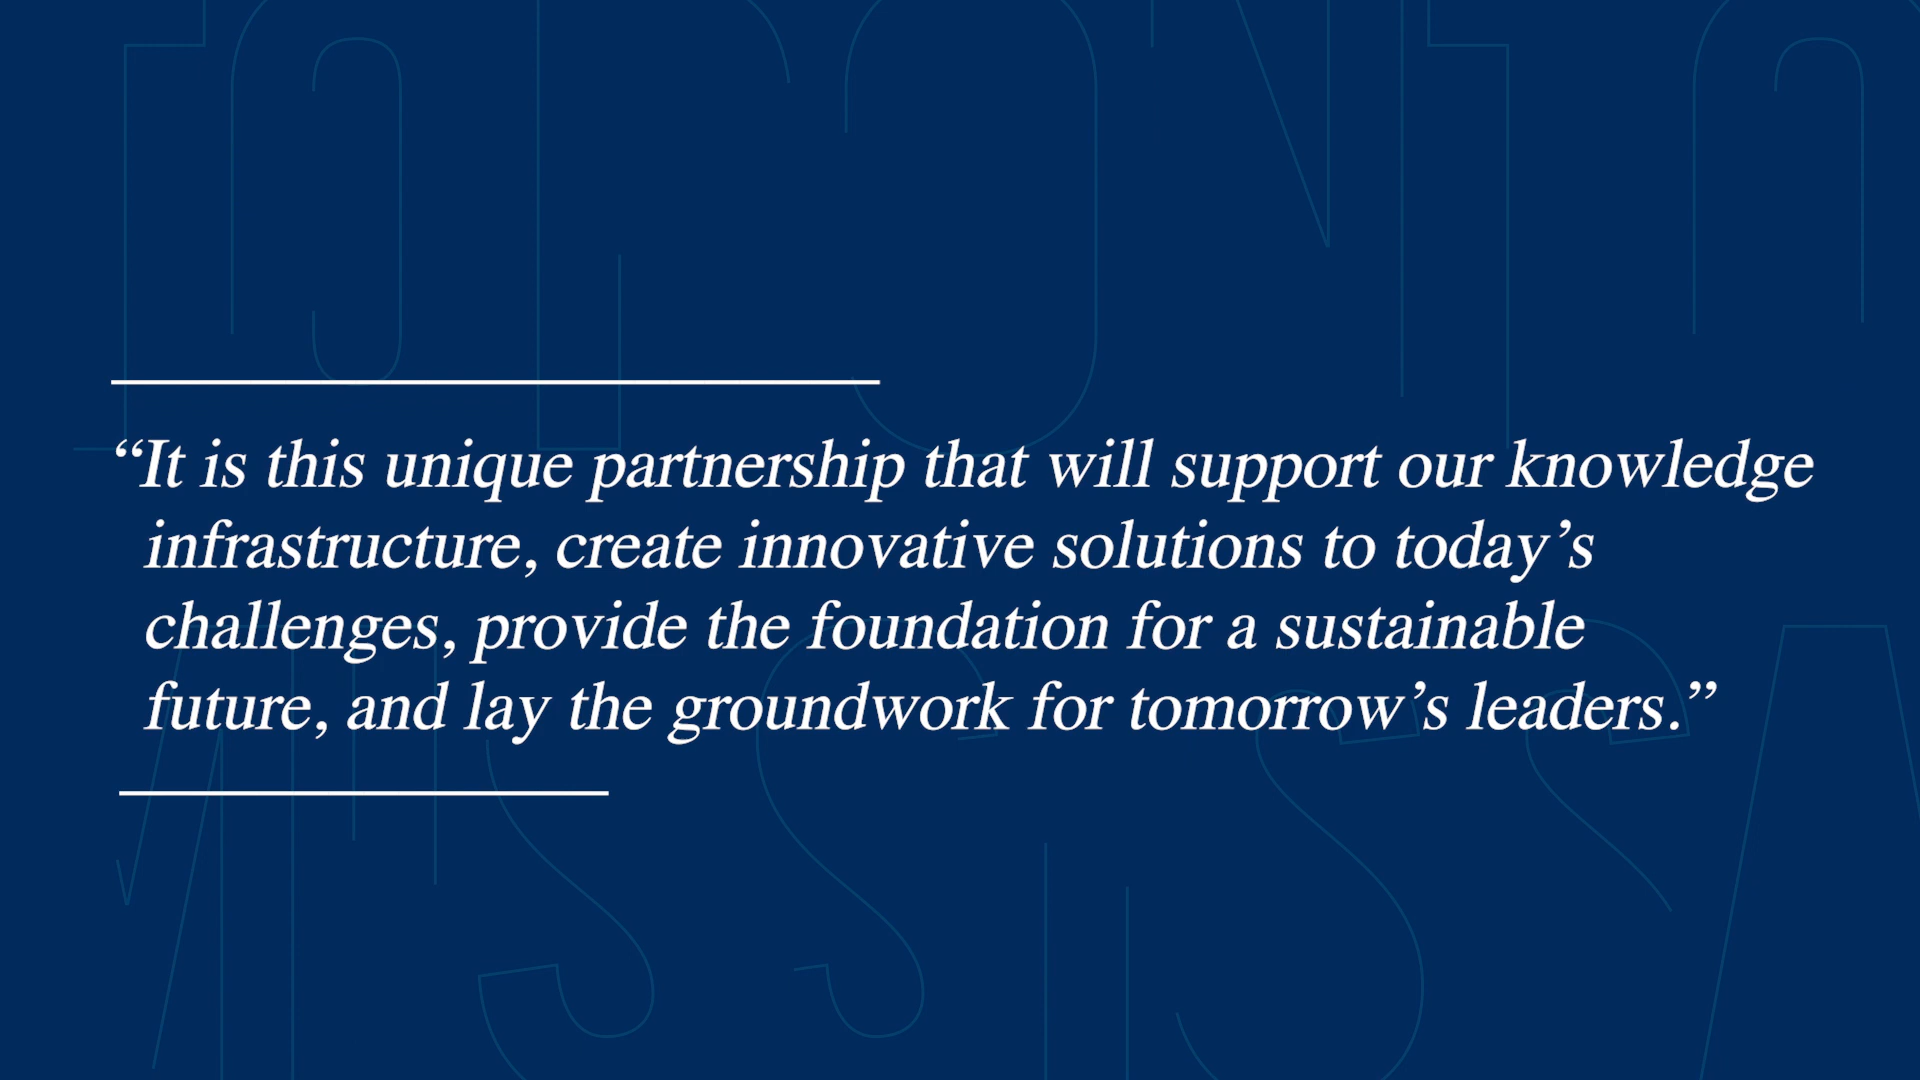 “It is this unique partnership that will support our knowledge
infrastructure, create innovative solutions to today’s
challenges, provide the foundation for a sustainable
future, and lay the groundwork for tomorrow’s leaders.”